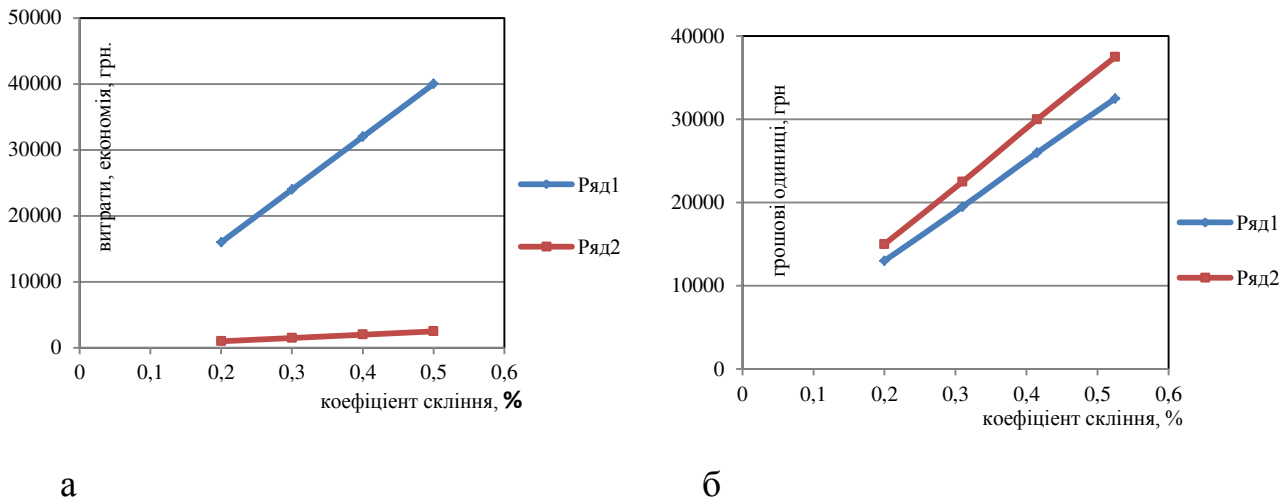 50000
40000
30000
20000
10000
0
витрати, економія, грн.
0
0,1
0,2
0,3
0,4
0,5
0,6
коефіцієнт скління, %
Ряд1
Ряд2
а
40000
30000
20000
10000
0
грошові одиниці, грн
0
0,1
0,2
0,3
0,4
0,5
0,6
коефіцієнт скління, %
Ряд1
Ряд2
б